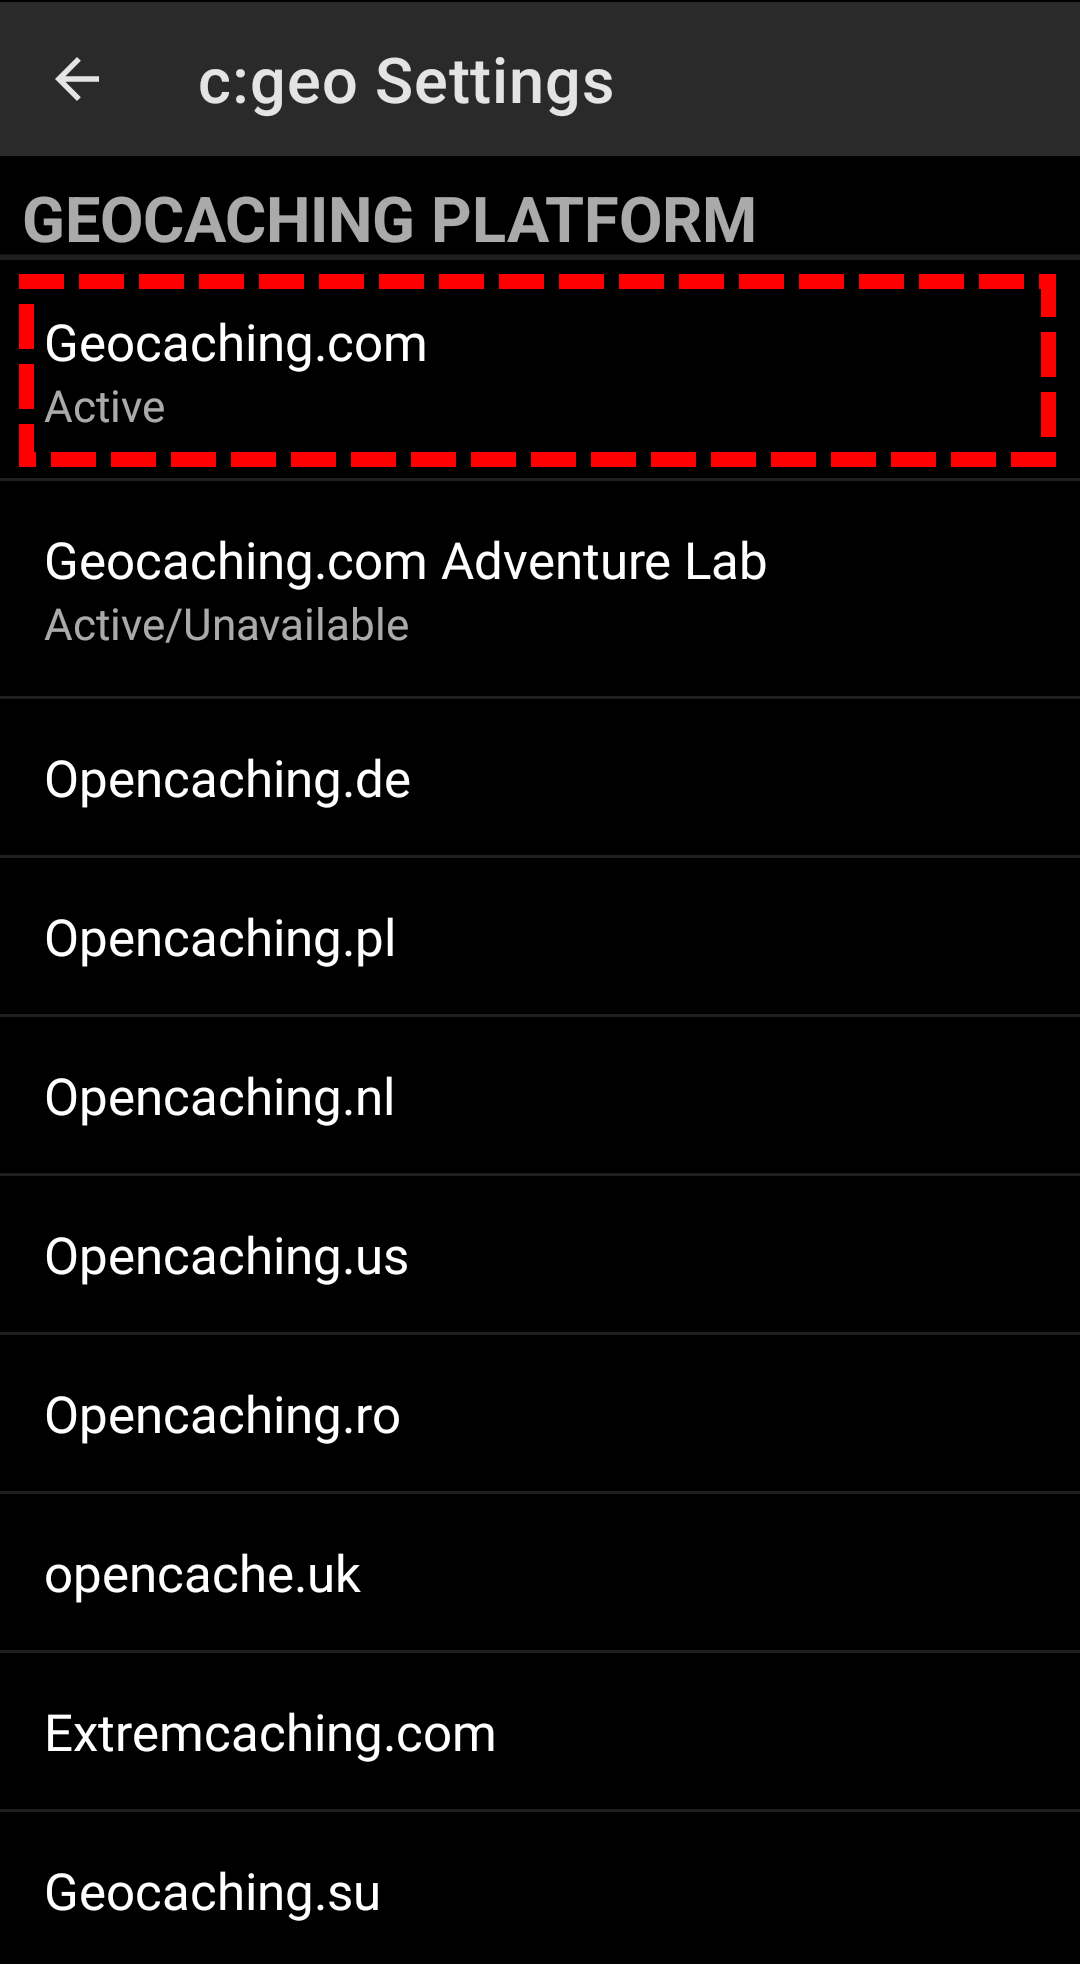 c:geo Settings
GEOCACHING PLATFORM
Geocaching.com
Active
Geocaching.com Adventure Lab
Active/Unavailable
Opencaching.de
Opencaching.pl
Opencaching.nl
Opencaching.us
Opencaching.ro
opencache.uk
Extremcaching.com
Geocaching.su